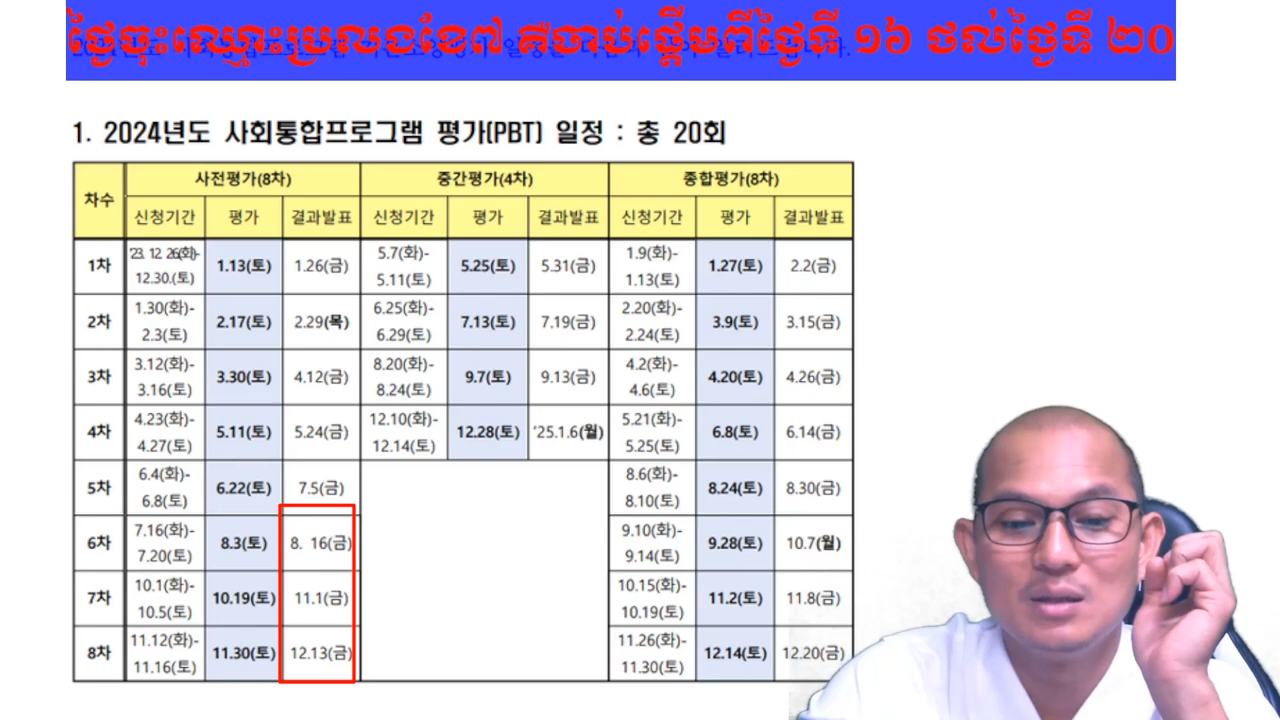 ថ្ងៃចុះឈ្មោះប្រលងខែ៧ គឺចាប់ផ្តើមពីថ្ងៃទី ១៦ ដល់ថ្ងៃទី ២០
1. 2024년도 사회통합프로그램 평가(PBT) 일정 : 총 20회
차수 사전평가(8차) 중간평가(4차) 종합평가(8차)
신청기간 평가 결과발표 신청기간 평가 결과발표 신청기간 평가 결과발표
1차 '23. 12. 26(화)-12.30.(토) 1.13(토) 1.26(금) 5.7(화)-5.11(토) 5.25(토) 5.31(금) 1.9(화)-1.13(토) 1.27(토) 2.2(금)
2차 1.30(화)-2.3(토) 2.17(토) 2.29(목) 6.25(화)-6.29(토) 7.13(토) 7.19(금) 2.20(화)-2.24(토) 3.9(토) 3.15(금)
3차 3.12(화)-3.16(토) 3.30(토) 4.12(금) 8.20(화)-8.24(토) 9.7(토) 9.13(금) 4.2(화)-4.6(토) 4.20(토) 4.26(금)
4차 4.23(화)-4.27(토) 5.11(토) 5.24(금) 12.10(화)-12.14(토) 12.28(토) '25.1.6(월) 5.21(화)-5.25(토) 6.8(토) 6.14(금)
5차 6.4(화)-6.8(토) 6.22(토) 7.5(금) 8.6(화)-8.10(토) 8.24(토) 8.30(금)
6차 7.16(화)-7.20(토) 8.3(토) 8. 16(금) 9.10(화)-9.14(토) 9.28(토) 10.7(월)
7차 10.1(화)-10.5(토) 10.19(토) 11.1(금) 10.15(화)-10.19(토) 11.2(토) 11.8(금)
8차 11.12(화)-11.16(토) 11.30(토) 12.13(금) 11.26(화)-11.30(토) 12.14(토) 12.20(금)